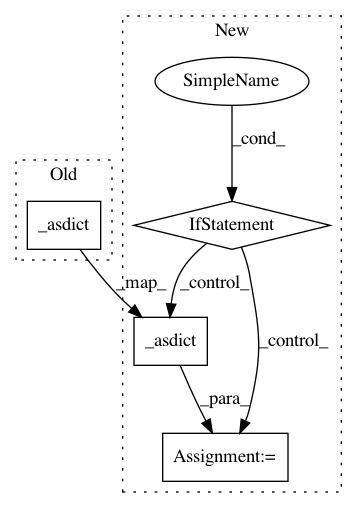 New
SimpleName
_cond_
Old
_asdict
IfStatement
_map_
_control_
_control_
_asdict
_para_
Assignment:=